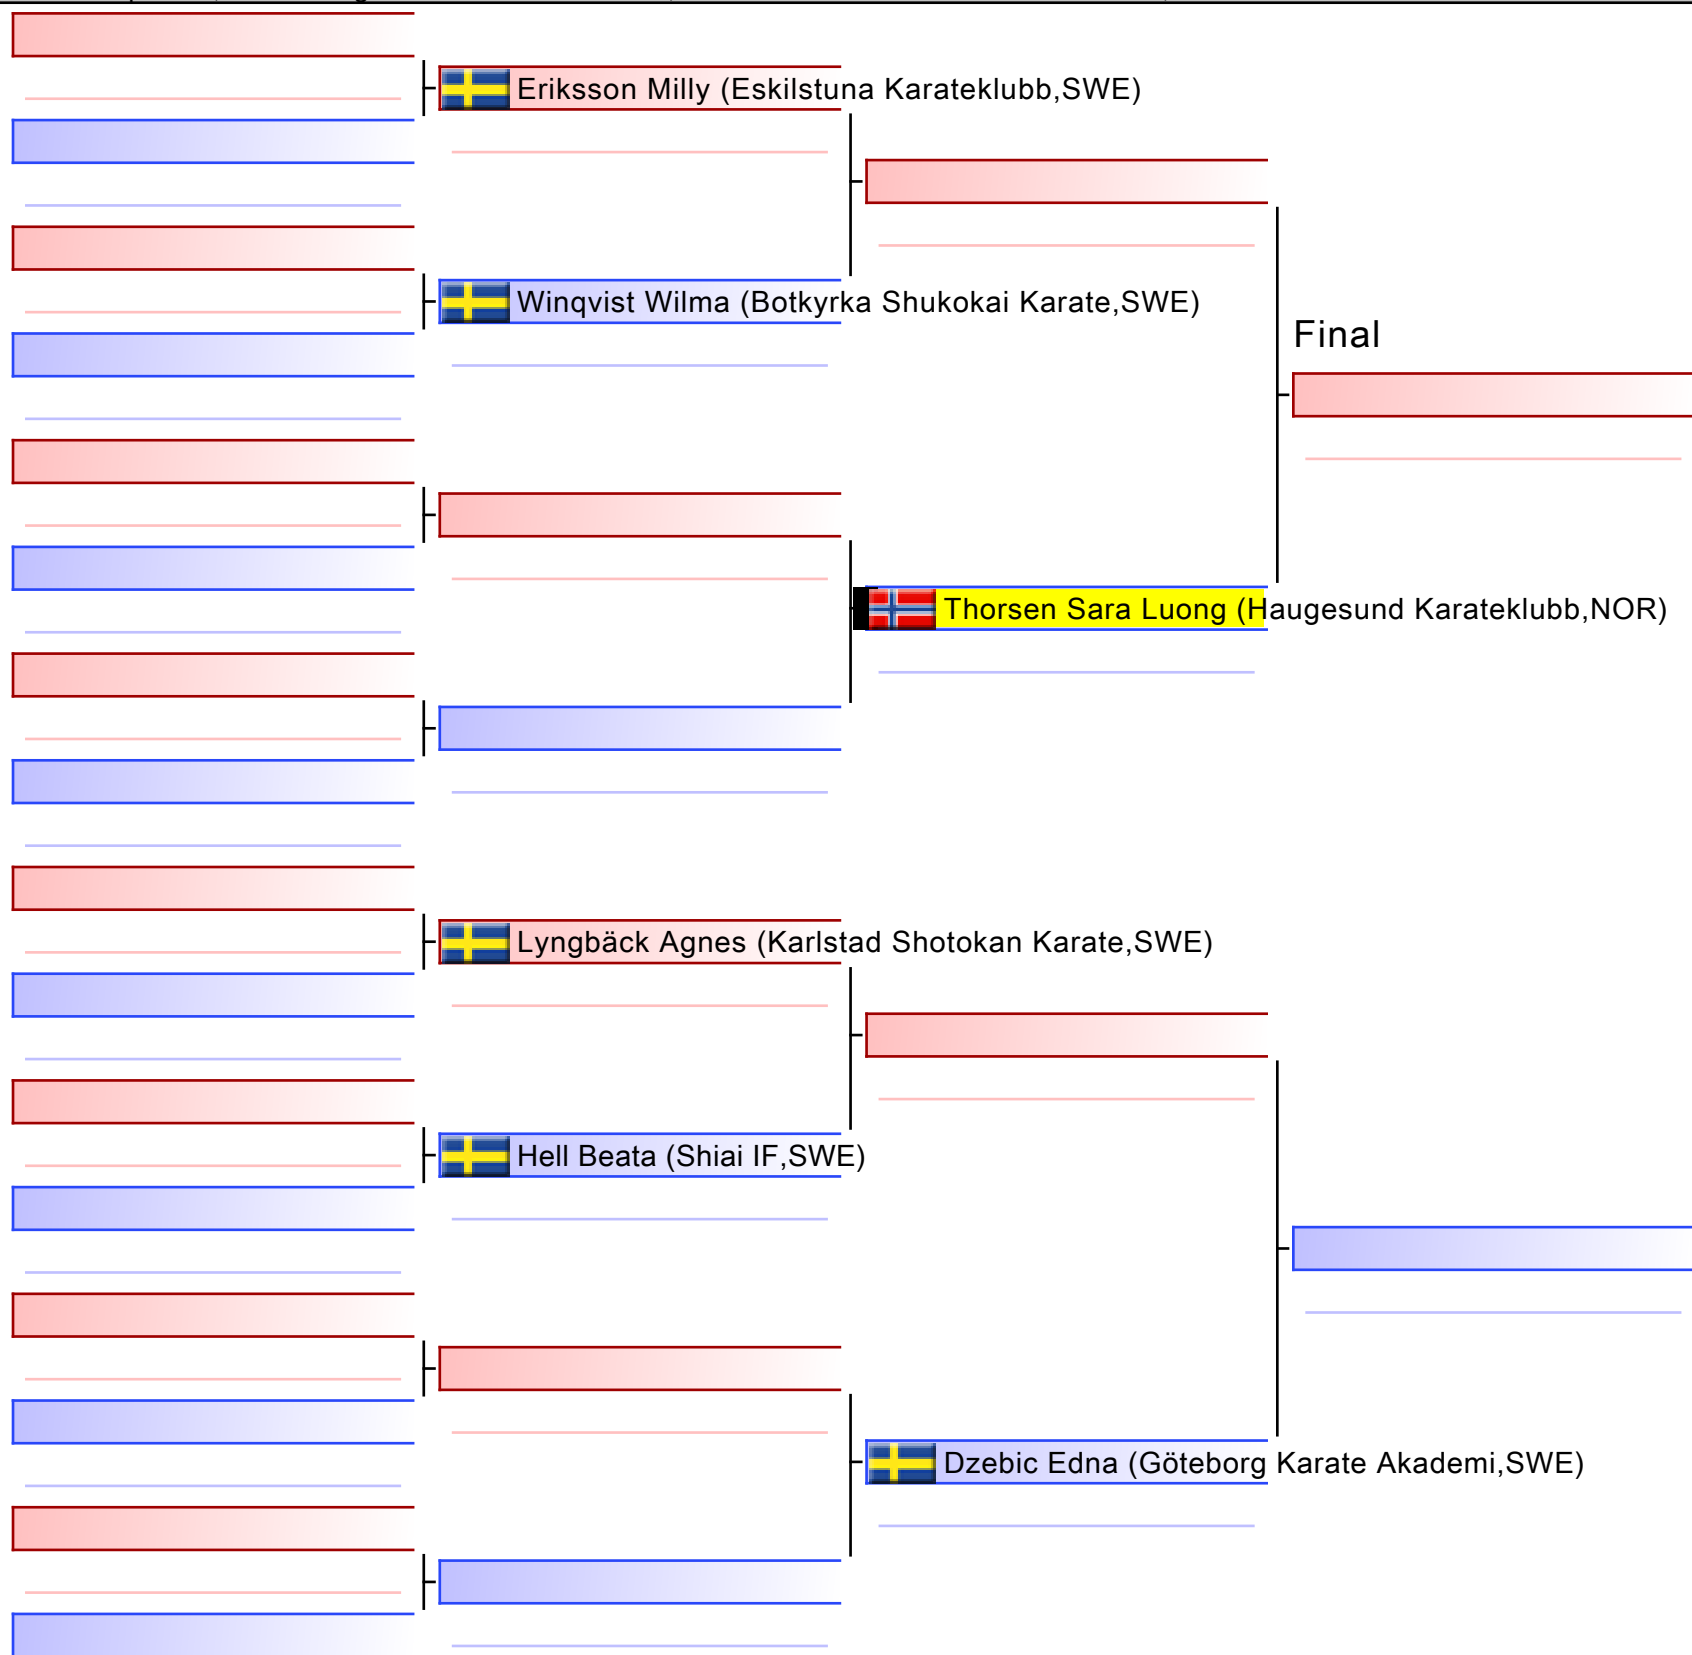 Eriksson Milly (Eskilstuna Karateklubb,SWE)
Winqvist Wilma (Botkyrka Shukokai Karate,SWE)
Final
Thorsen Sara Luong (Haugesund Karateklubb,NOR)
Lyngbäck Agnes (Karlstad Shotokan Karate,SWE)
Hell Beata (Shiai IF,SWE)
Dzebic Edna (Göteborg Karate Akademi,SWE)